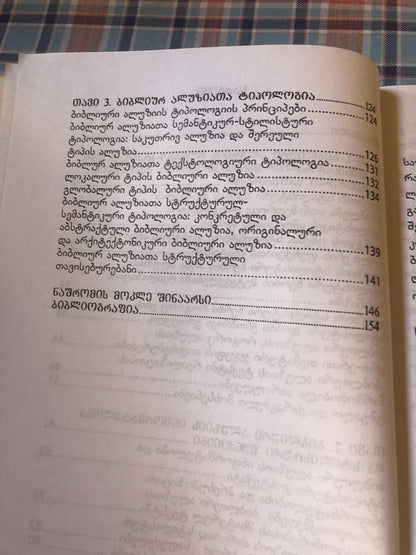 თავი 3. ბიბლიურ ალუზიათა ტიპოლოგია.....124
ბიბლიური ალუზიის ტიპოლოგიის პრინციპები.....124
ბიბლიურ ალუზიათა სემანტიკურ-სტილისტური
ტიპოლოგია: საკუთრივ ალუზია და შერეული
ტიპის ალუზია.....126
ბიბლურ ალუზიათა ტექსტოლოგიური ტიპოლოგია.....131
ლოკალური ტიპის ბიბლიური ალუზია.....132
გლობალური ტიპის ბიბლიური ალუზია.....134
ბიბლიურ ალუზიათა სტრუქტურულ-
სემანტიკური ტიპოლოგია: კონკრეტული და
აბსტრაქტული ბიბლიური ალუზია, ორიგინალური
და არქიტექტონიკური ბიბლიური ალუზია.....139
ბიბლიურ ალუზიათა სტრუქტურული
თავისებურებანი.....141
ნაშრომის მოკლე შინაარსი.....146
ბიბლიოგრაფია.....154